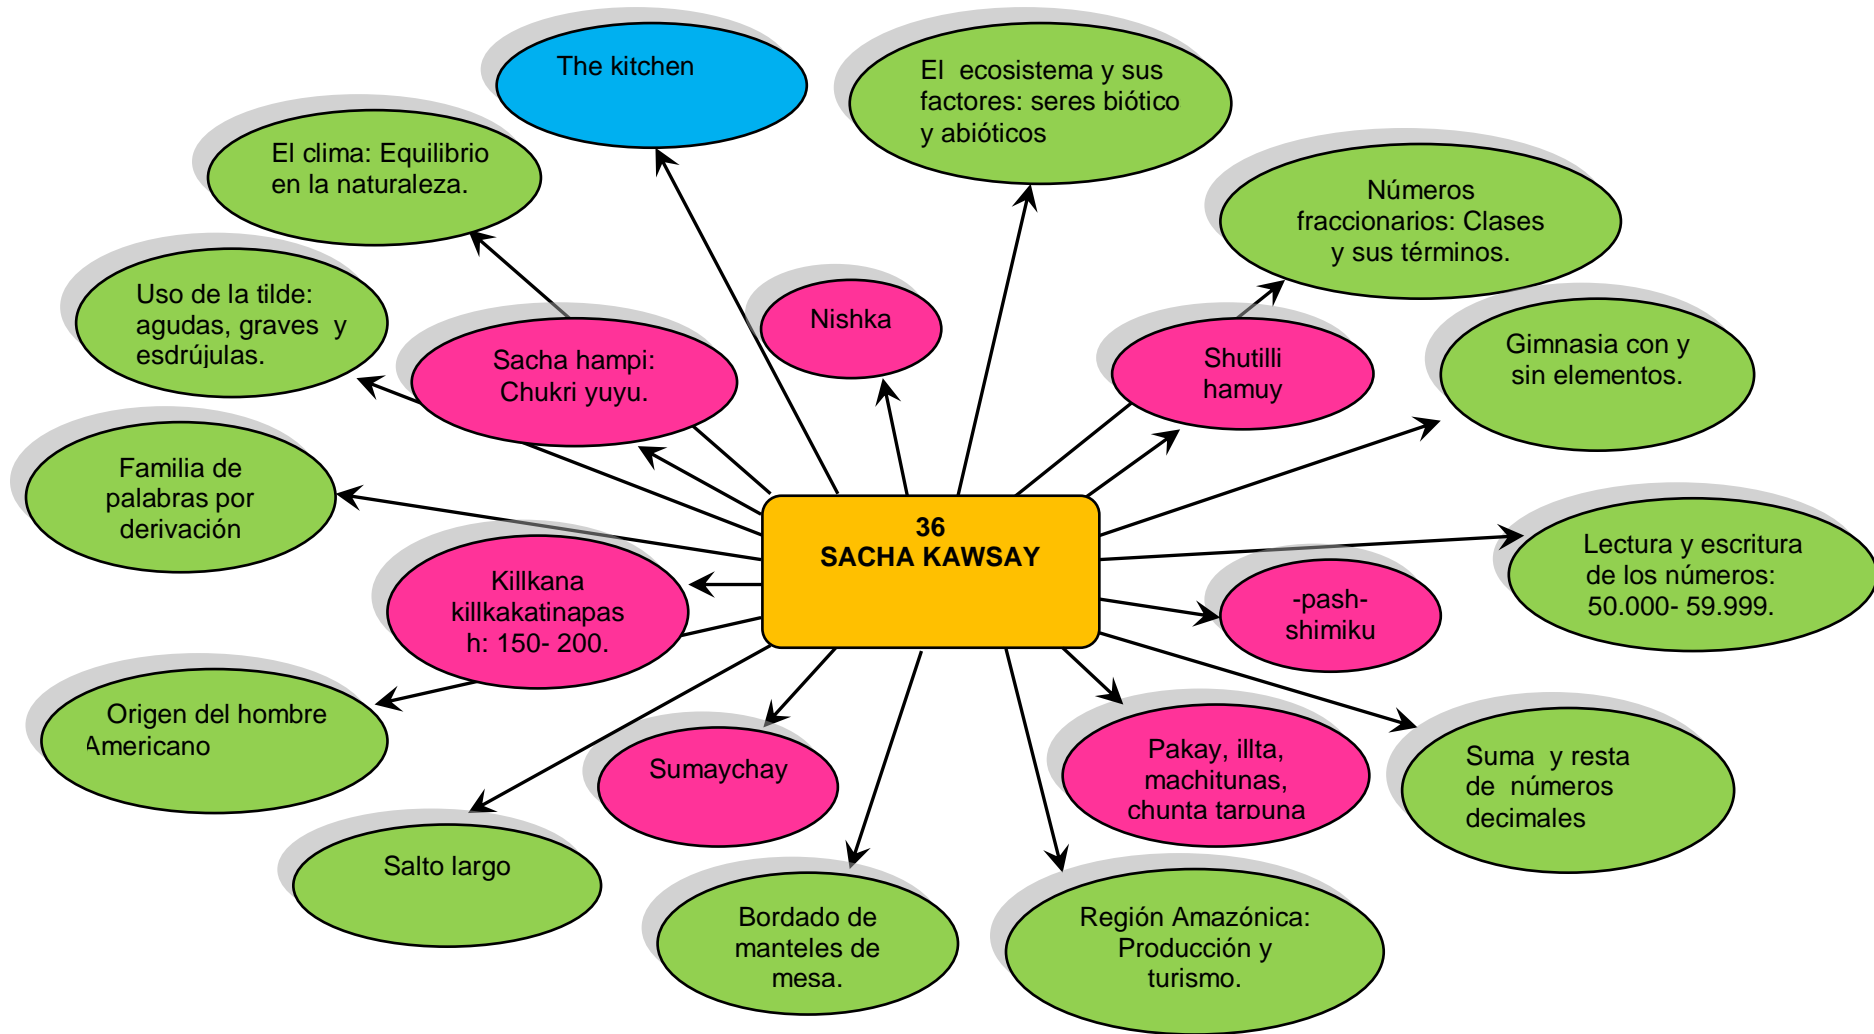 The kitchen
El ecosistema y sus
factores: seres biótico
y abióticos
El clima: Equilibrio
en la naturaleza.
Números
fraccionarios: Clases
y sus términos.
Uso de la tilde:
agudas, graves y
esdrújulas.
Nishka
Sacha hampi:
Chukri yuyu.
Shutilli
hamuy
Gimnasia con y
sin elementos.
Familia de
palabras por
derivación
36
SACHA KAWSAY
Lectura y escritura
de los números:
50.000- 59.999.
Killkana
killkakatinapas
h: 150- 200.
-pash-
shimiku
Origen del hombre
Americano
Sumaychay
Pakay, illta,
machitunas,
chunta tarpuna
Suma y resta
de números
decimales
Salto largo
Bordado de
manteles de
mesa.
Región Amazónica:
Producción y
turismo.